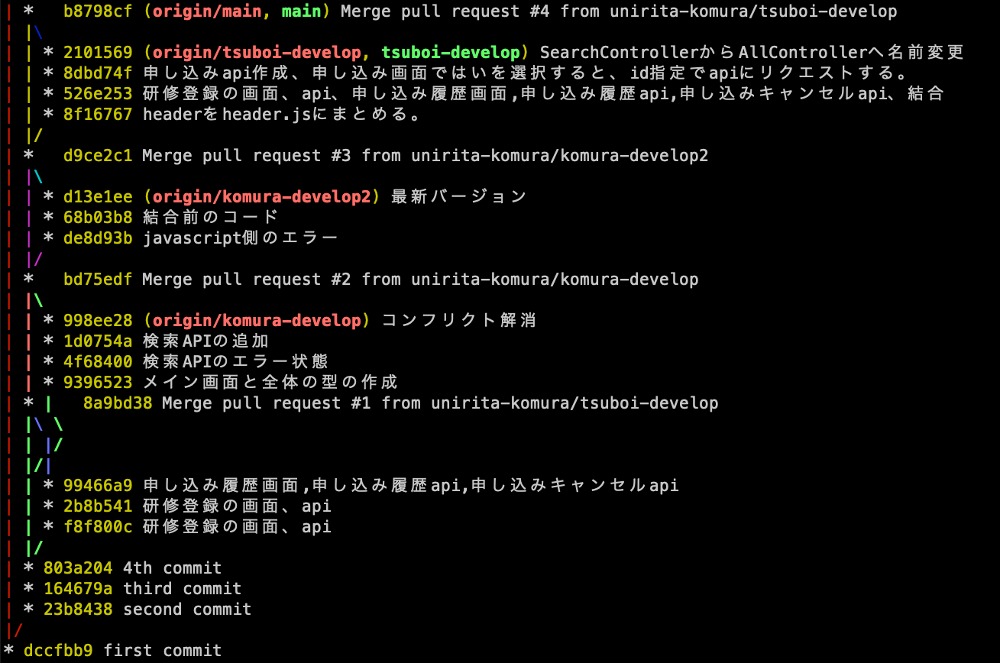 | *   b8798cf (origin/main, main) Merge pull request #4 from unirita-komura/tsuboi-develop
| |\
| | * 2101569 (origin/tsuboi-develop, tsuboi-develop) SearchControllerからAllControllerへ名前変更
| | * 8dbd74f 申し込みapi作成、申し込み画面ではいを選択すると、id指定でapiにリクエストする。
| | * 526e253 研修登録の画面、api、申し込み履歴画面,申し込み履歴api,申し込みキャンセルapi、結合
| | * 8f16767 headerをheader.jsにまとめる。
| |/
| *   d9ce2c1 Merge pull request #3 from unirita-komura/komura-develop2
| |\
| | * d13e1ee (origin/komura-develop2) 最新バージョン
| | * 68b03b8 結合前のコード
| | * de8d93b javascript側のエラー
| |/
| *   bd75edf Merge pull request #2 from unirita-komura/komura-develop
| |\
| | * 998ee28 (origin/komura-develop) コンフリクト解消
| | * 1d0754a 検索APIの追加
| | * 4f68400 検索APIのエラー状態
| | * 9396523 メイン画面と全体の型の作成
| * |   8a9bd38 Merge pull request #1 from unirita-komura/tsuboi-develop
| |\ \
| | |/
| |/|
| | * 99466a9 申し込み履歴画面,申し込み履歴api,申し込みキャンセルapi
| | * 2b8b541 研修登録の画面、api
| | * f8f800c 研修登録の画面、api
| |/
| * 803a204 4th commit
| * 164679a third commit
| * 23b8438 second commit
|/
* dccfbb9 first commit